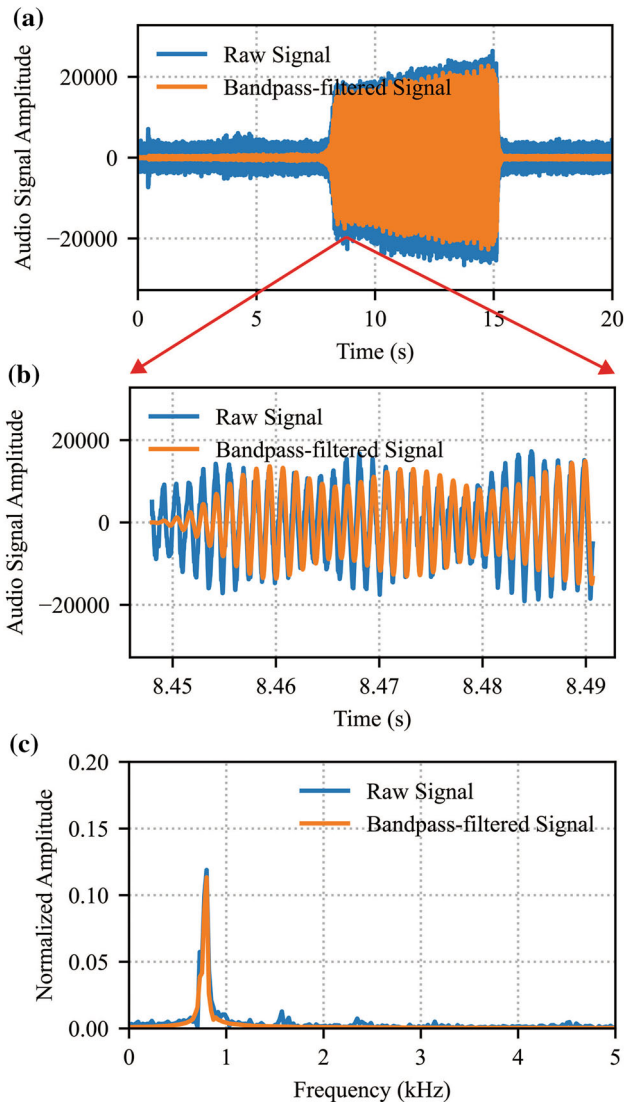 (a)
Raw Signal
Bandpass-filtered Signal
20000
0
−20000
Audio Signal Amplitude
0 5 10 15 20
Time (s)
(b)
Raw Signal
Bandpass-filtered Signal
20000
0
−20000
Audio Signal Amplitude
8.45 8.46 8.47 8.48 8.49
Time (s)
(c)
Raw Signal
Bandpass-filtered Signal
0.20
0.15
0.10
0.05
0.00
Normalized Amplitude
0 1 2 3 4 5
Frequency (kHz)